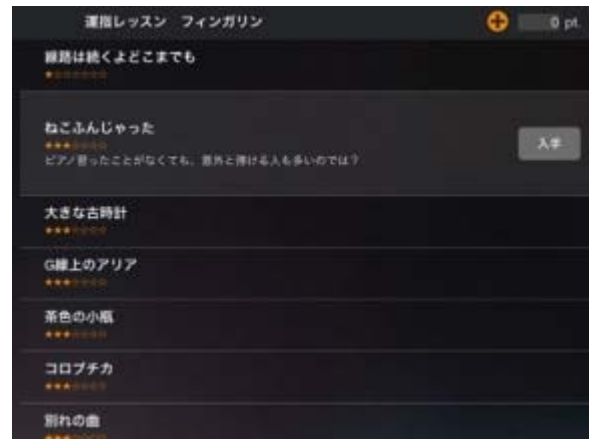 運指レッスン フィンガリン
0 pt.
線路は続くよどこまでも
★☆☆☆☆☆☆
ねこふんじゃった
★★★☆☆☆☆
ピアノ習ったことがなくても、意外と弾ける人も多いのでは？
入手
大きな古時計
★★★☆☆☆☆
G線上のアリア
★★★☆☆☆☆
茶色の小瓶
★★★☆☆☆☆
コロブチカ
★★★☆☆☆☆
別れの曲